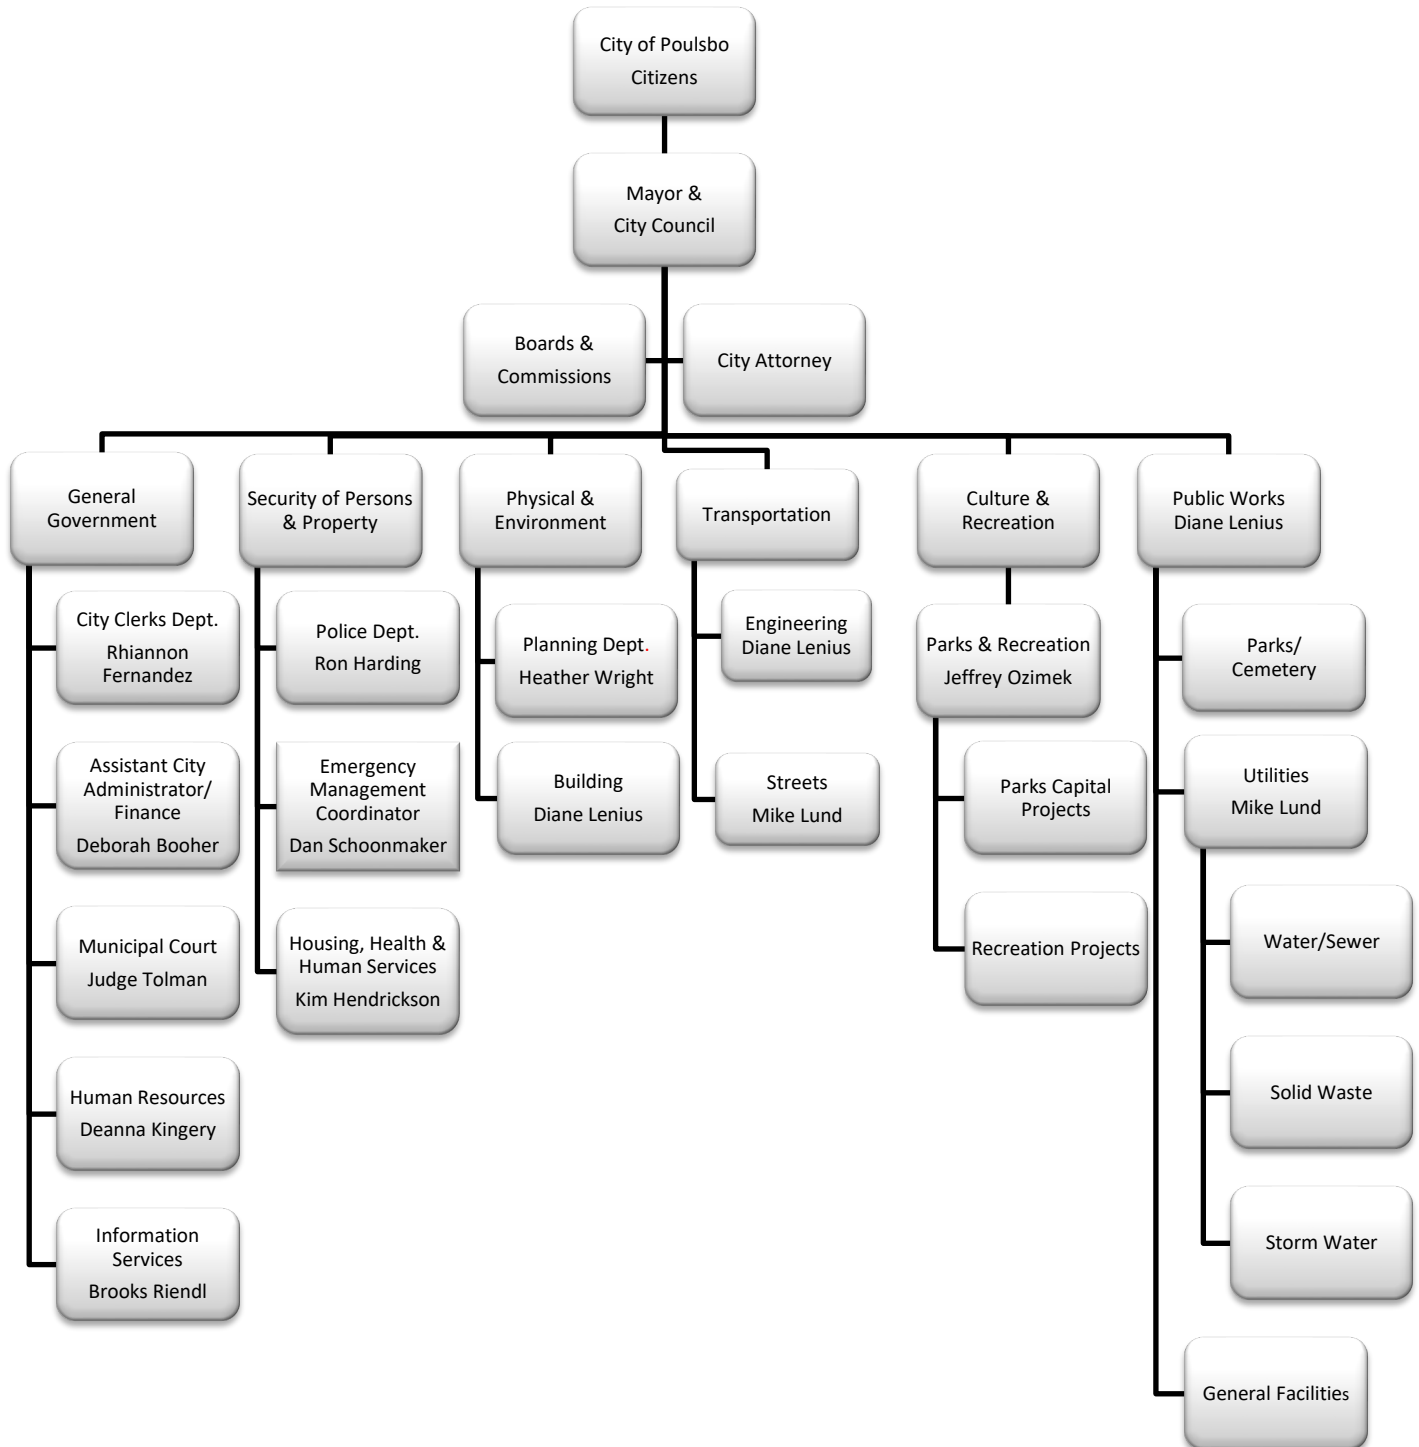 City of Poulsbo
Citizens
Mayor &
City Council
Boards &
Commissions
City Attorney
General
Government
Security of Persons
& Property
Physical &
Environment
Transportation
Culture &
Recreation
Public Works
Diane Lenius
City Clerks Dept.
Rhiannon
Fernandez
Assistant City
Administrator/
Finance
Deborah Booher
Municipal Court
Judge Tolman
Human Resources
Deanna Kingery
Information
Services
Brooks Riendl
Police Dept.
Ron Harding
Emergency
Management
Coordinator
Dan Schoonmaker
Housing, Health &
Human Services
Kim Hendrickson
Planning Dept.
Heather Wright
Building
Diane Lenius
Engineering
Diane Lenius
Streets
Mike Lund
Parks & Recreation
Jeffrey Ozimek
Parks Capital
Projects
Recreation Projects
Parks/
Cemetery
Utilities
Mike Lund
Water/Sewer
Solid Waste
Storm Water
General Facilities